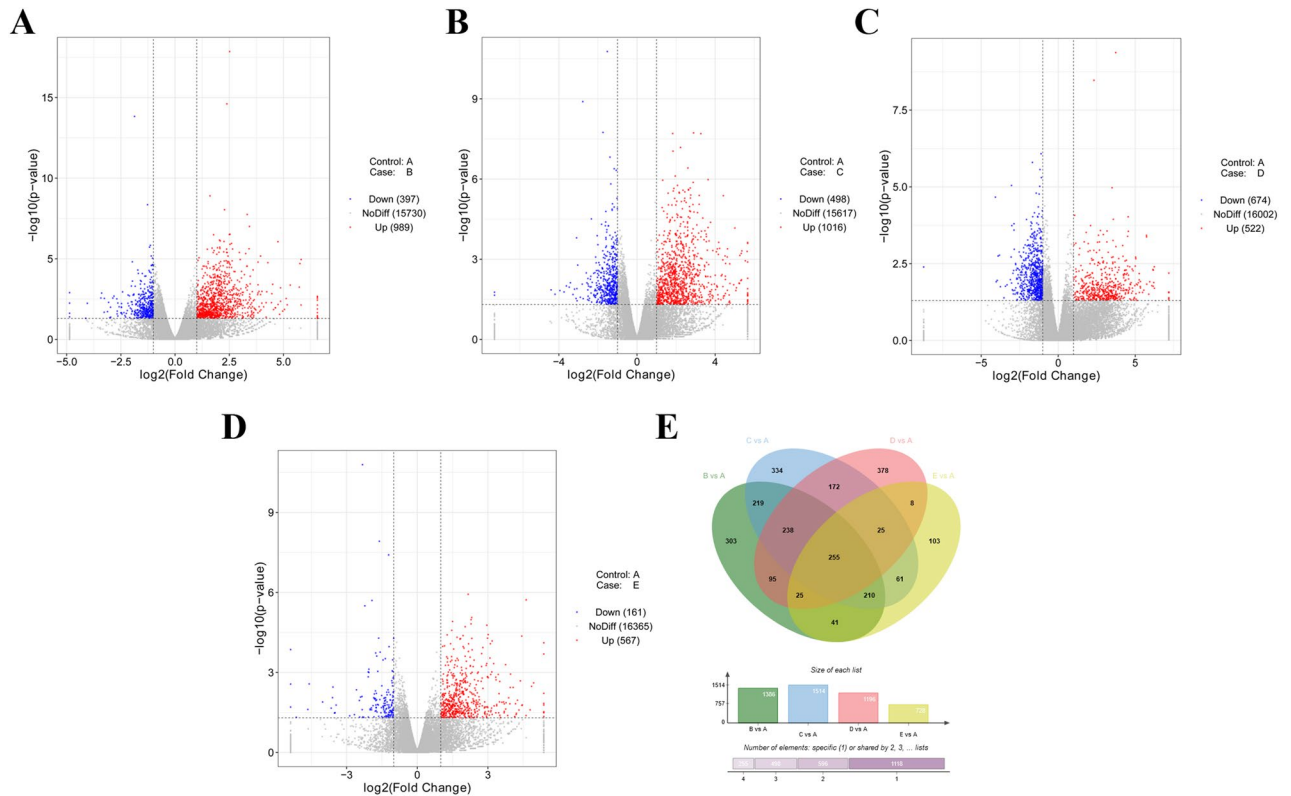 A
15
10
5
0
−log10(p−value)
−5.0
−2.5
0.0
2.5
5.0
log2(Fold Change)
Control: A
Case: B
Down (397)
NoDiff (15730)
Up (989)
B
9
6
3
0
−log10(p−value)
−4
0
4
log2(Fold Change)
Control: A
Case: C
Down (498)
NoDiff (15617)
Up (1016)
C
7.5
5.0
2.5
0.0
−log10(p−value)
−5
0
5
log2(Fold Change)
Control: A
Case: D
Down (674)
NoDiff (16002)
Up (522)
D
9
6
3
0
−log10(p−value)
−3
0
3
log2(Fold Change)
Control: A
Case: E
Down (161)
NoDiff (16365)
Up (567)
E
C vs A
D vs A
B vs A
E vs A
334
378
172
219
8
238
25
303
103
255
95
61
25
210
41
Size of each list
1514
757
0
1386
1514
1196
728
B vs A
C vs A
D vs A
E vs A
Number of elements: specific (1) or shared by 2, 3, ... lists
255
498
596
1118
4
3
2
1